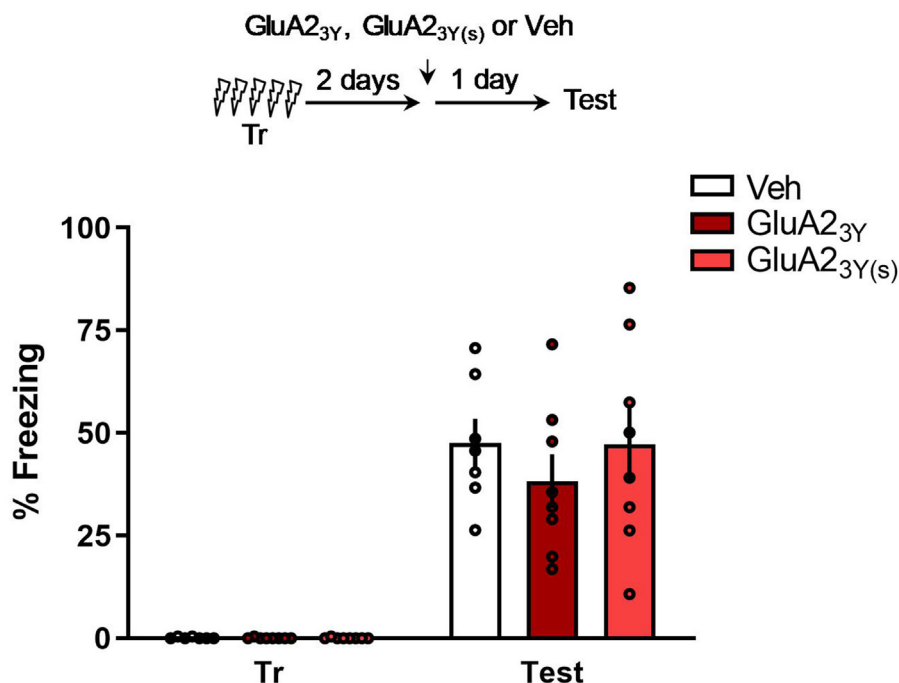 GluA23Y, GluA23Y(s) or Veh
2 days
1 day
Test
Tr
Veh
GluA23Y
GluA23Y(s)
100
75
50
25
0
% Freezing
Tr
Test